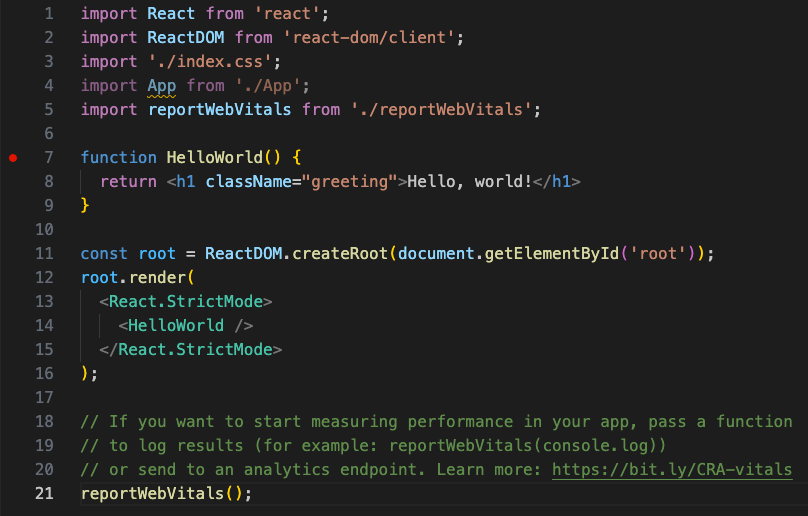 1 import React from 'react';
2 import ReactDOM from 'react-dom/client';
3 import './index.css';
4 import App from './App';
5 import reportWebVitals from './reportWebVitals';
6
7 function HelloWorld() {
8   return <h1 className="greeting">Hello, world!</h1>
9 }
10
11 const root = ReactDOM.createRoot(document.getElementById('root'));
12 root.render(
13   <React.StrictMode>
14     <HelloWorld />
15   </React.StrictMode>
16 );
17
18 // If you want to start measuring performance in your app, pass a function
19 // to log results (for example: reportWebVitals(console.log))
20 // or send to an analytics endpoint. Learn more: https://bit.ly/CRA-vitals
21 reportWebVitals();